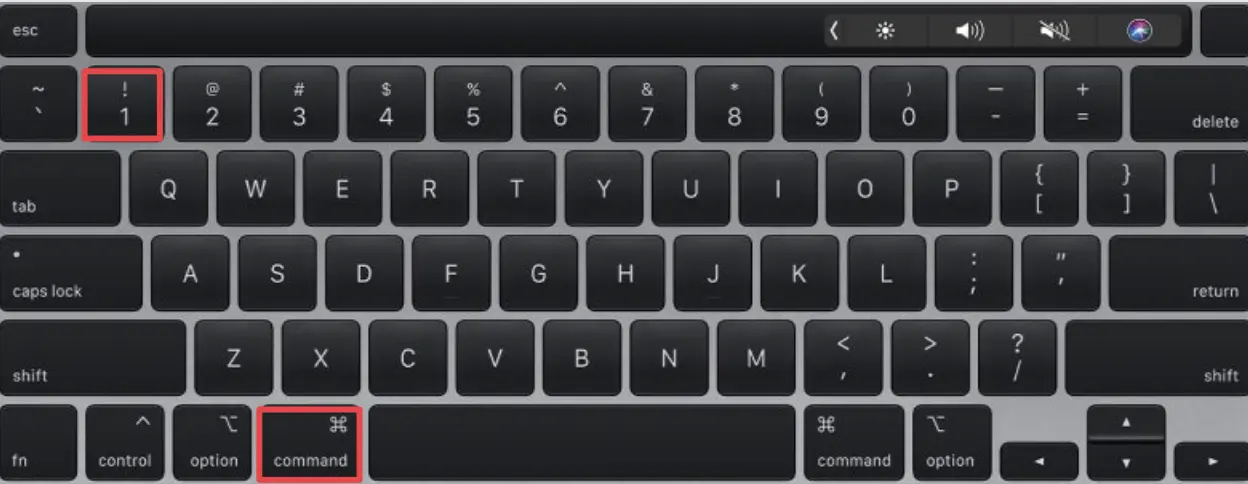 esc
~ ! @ # $ % ^ & * ( ) — +
` 1 2 3 4 5 6 7 8 9 0 - = delete
tab Q W E R T Y U I O P { [ } ] | \
caps lock A S D F G H J K L : ; " ' return
shift Z X C V B N M < , > . ? / shift
fn ^ control ⌥ option ⌘ command ⌘ command ⌥ option ◄ ▲ ▼ ►